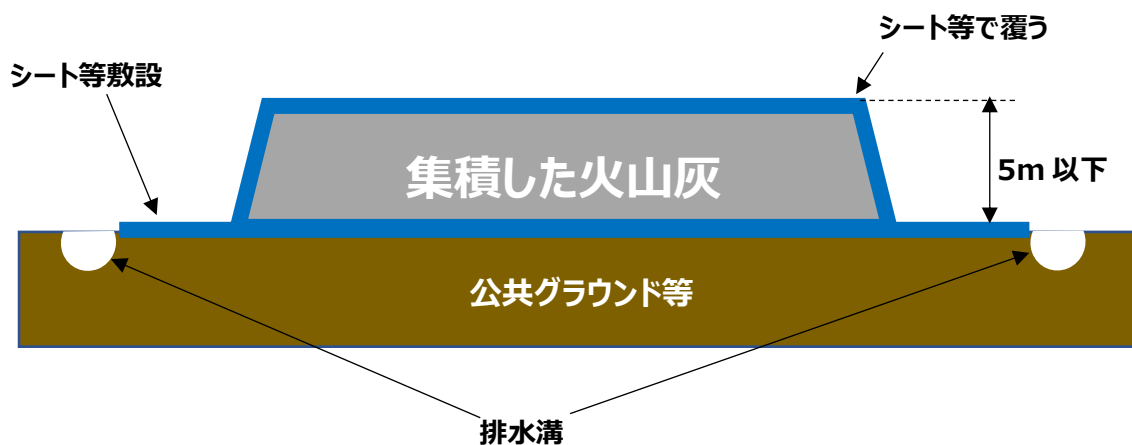 シート等で覆う
シート等敷設
集積した火山灰
5m 以下
公共グラウンド等
排水溝